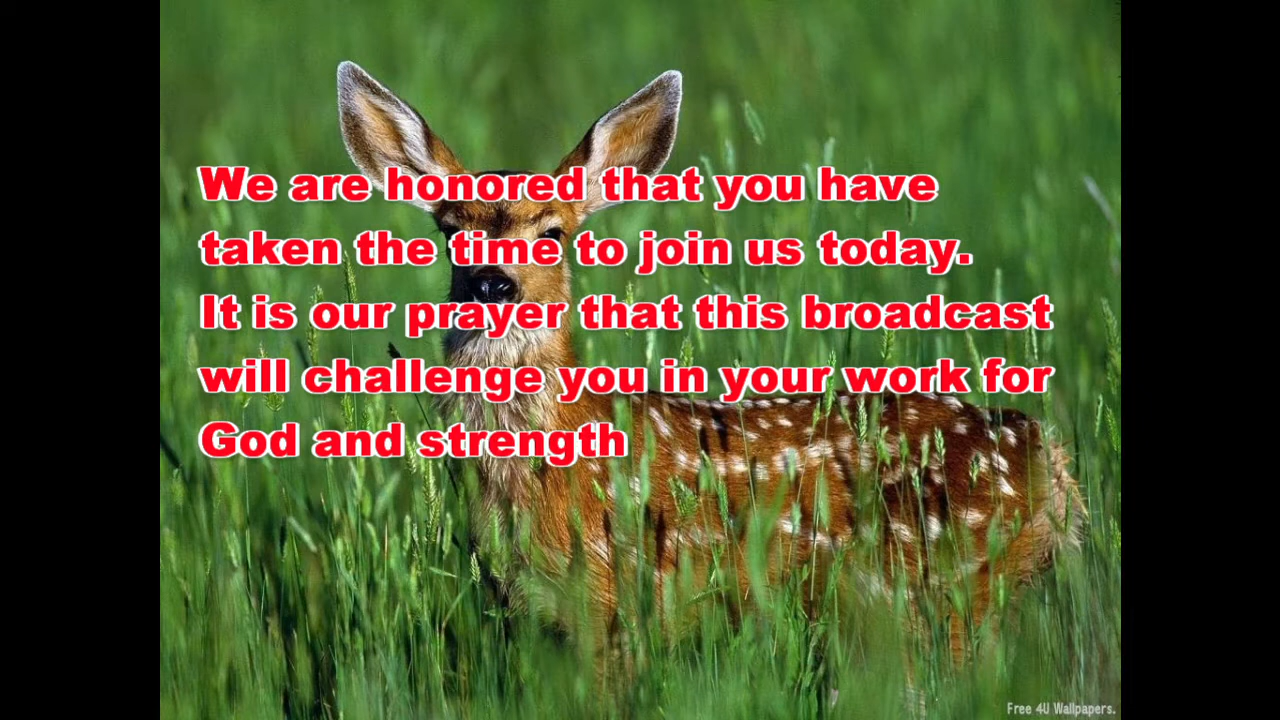 We are honored that you have
taken the time to join us today.
It is our prayer that this broadcast
will challenge you in your work for
God and strength
Free 4U Wallpapers.